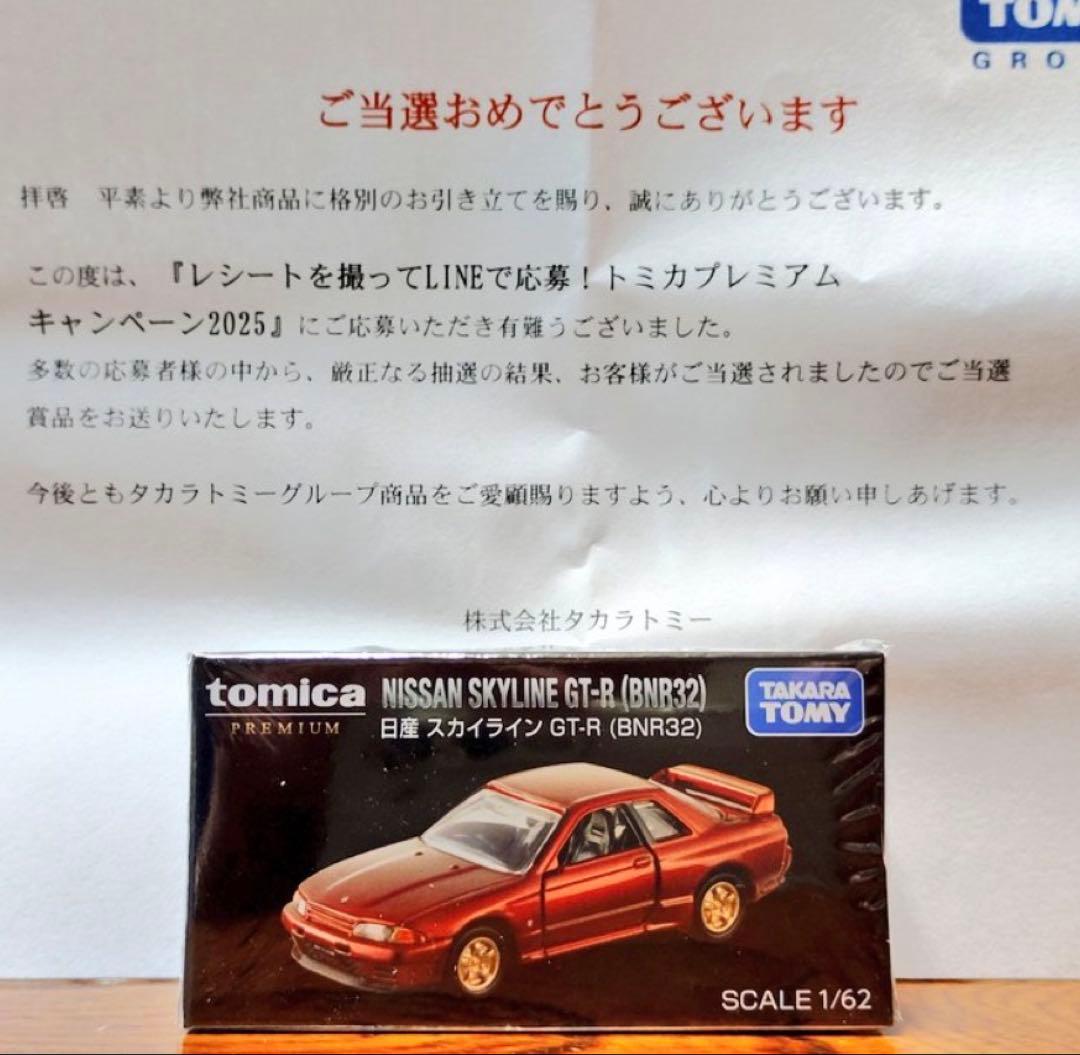 TOM
GRO
ご当選おめでとうございます
拝啓　平素より弊社商品に格別のお引き立てを賜り、誠にありがとうございます。
この度は、『レシートを撮ってLINEで応募！トミカプレミアム
キャンペーン2025』にご応募いただき有難うございました。
多数の応募者様の中から、厳正なる抽選の結果、お客様がご当選されましたのでご当選
賞品をお送りいたします。
今後ともタカラトミーグループ商品をご愛顧賜りますよう、心よりお願い申しあげます。
株式会社タカラトミー
tomica
PREMIUM
NISSAN SKYLINE GT-R (BNR32)
日産 スカイライン GT-R (BNR32)
TAKARA
TOMY
SCALE 1/62